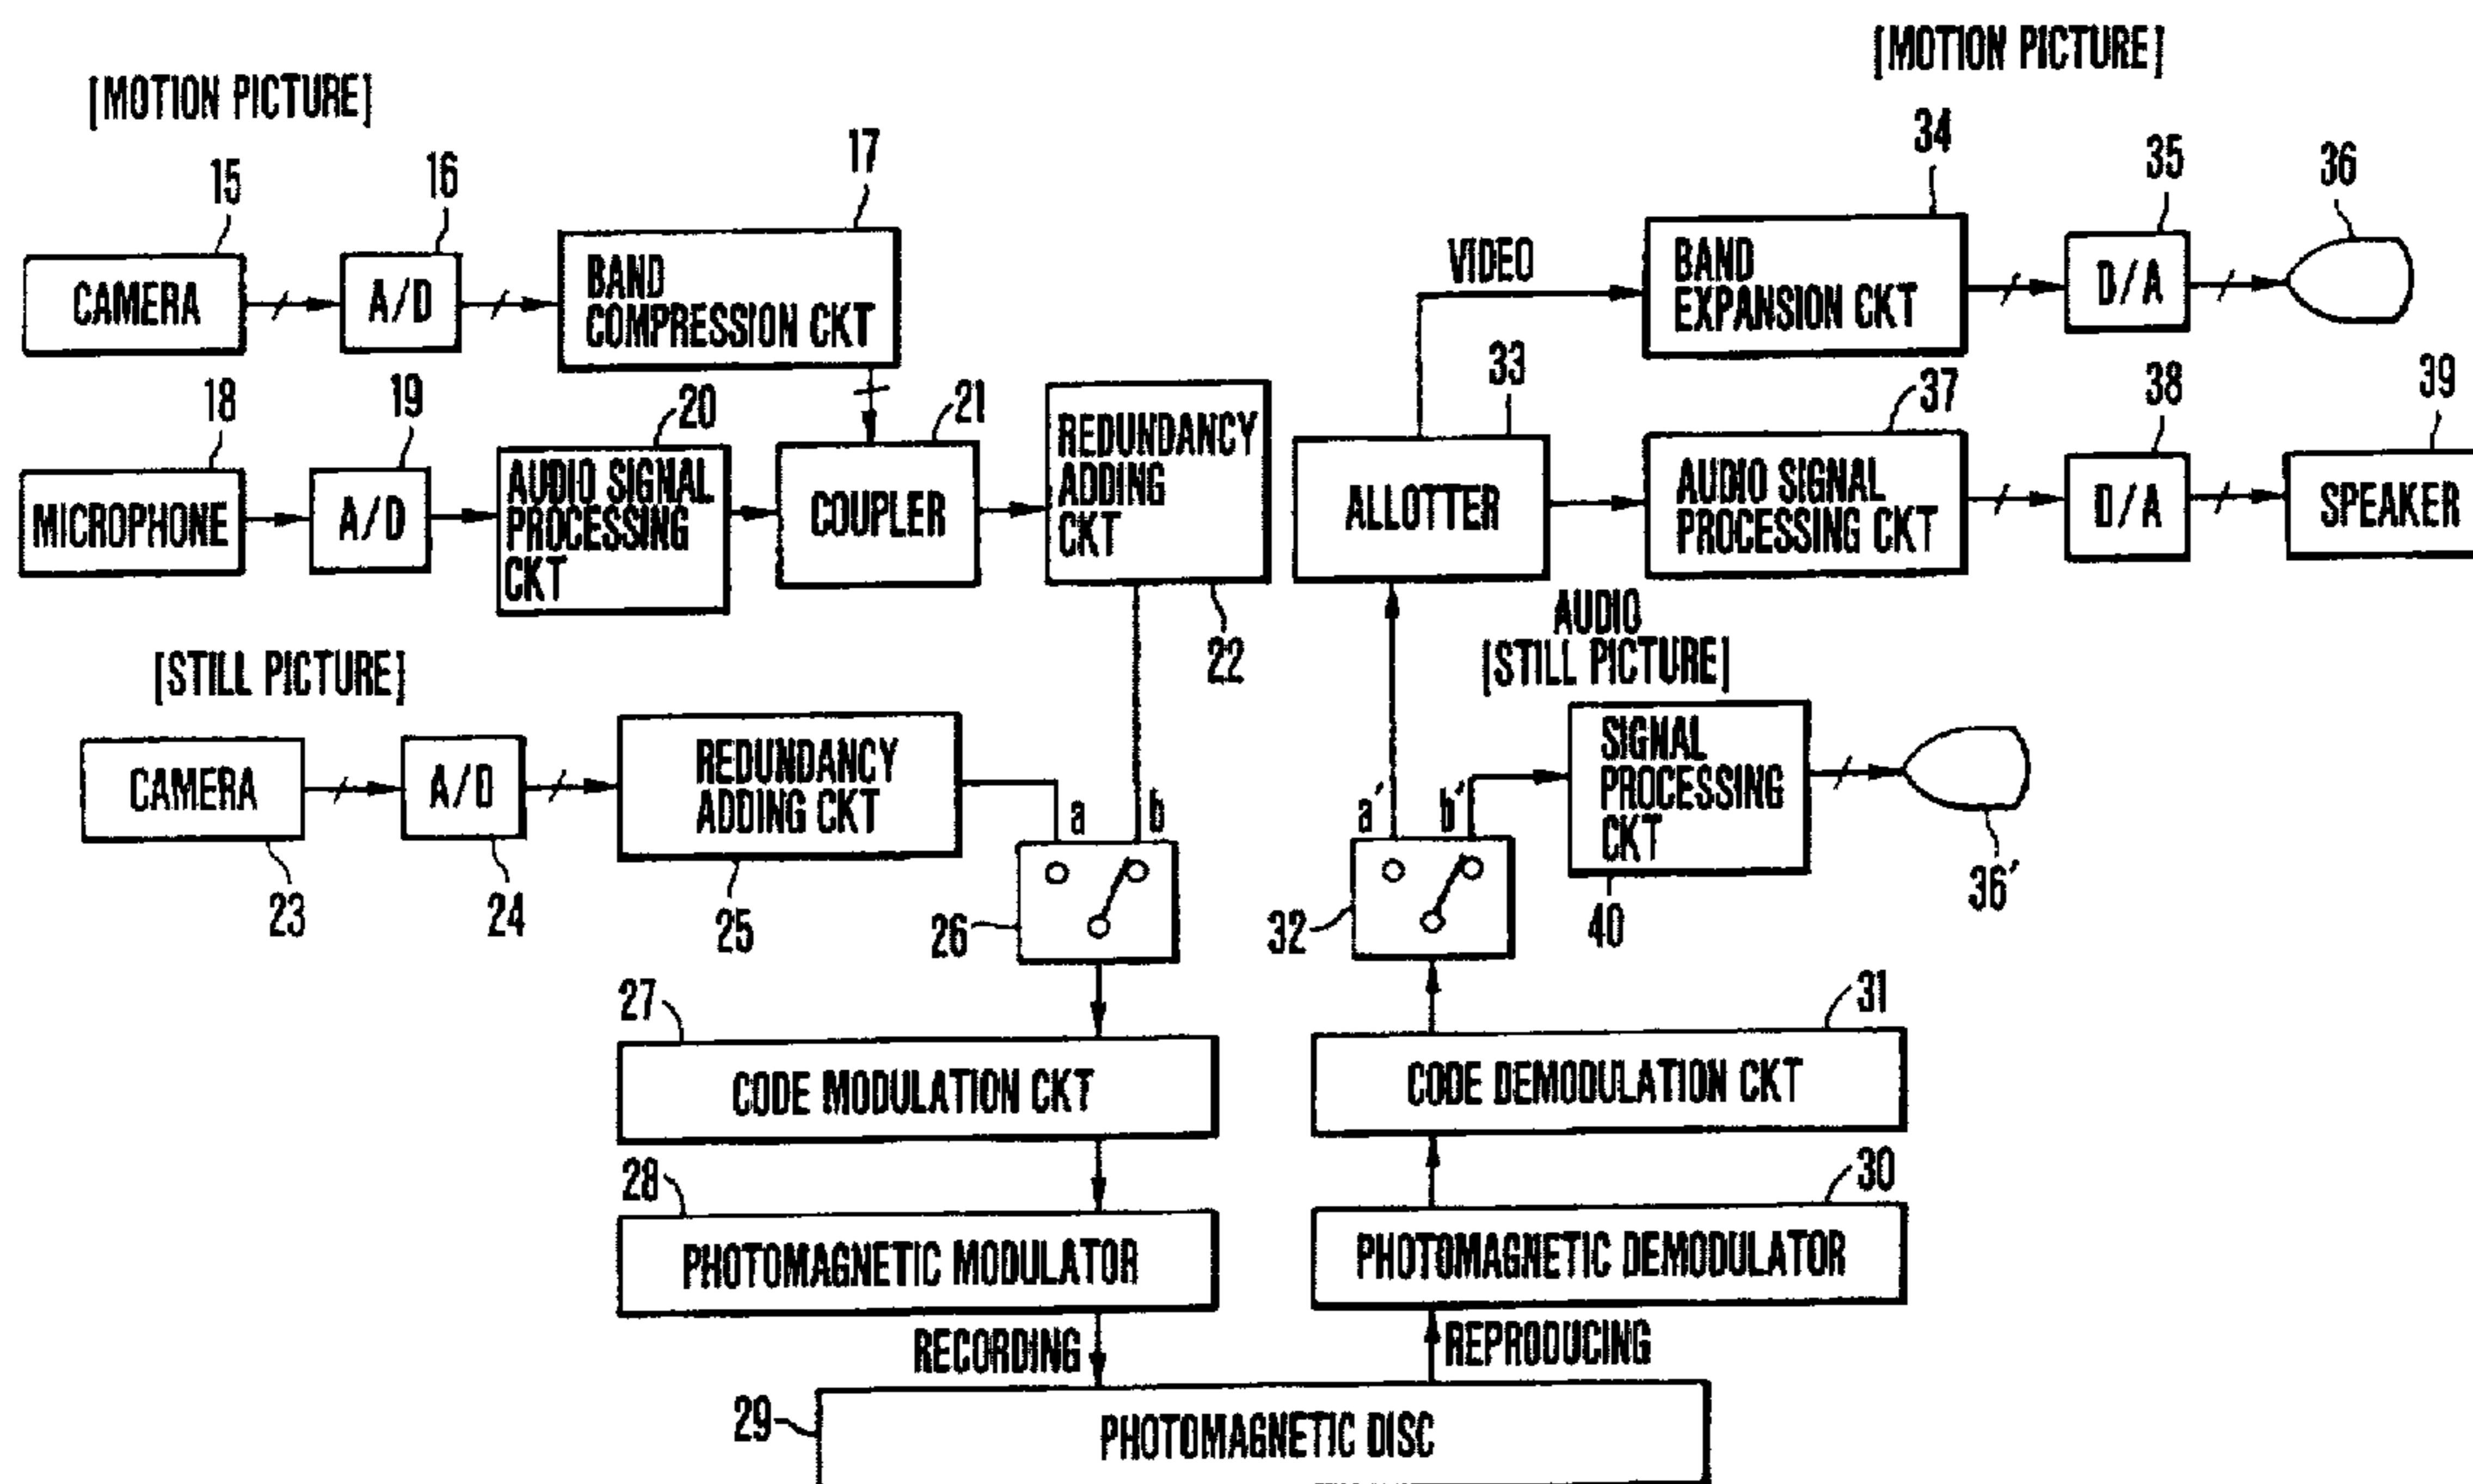 [MOTION PICTURE]
15
16
17
CAMERA
A/D
BAND
COMPRESSION CKT
18
19
20
21
MICROPHONE
A/D
AUDIO SIGNAL
PROCESSING
CKT
COUPLER
REDUNDANCY
ADDING
CKT
22
[STILL PICTURE]
CAMERA
A/D
REDUNDANCY
ADDING CKT
a
b
23
24
25
26
27
CODE MODULATION CKT
28
PHOTOMAGNETIC MODULATOR
RECORDING
29
PHOTOMAGNETIC DISC
REPRODUCING
PHOTOMAGNETIC DEMODULATOR
30
CODE DEMODULATION CKT
31
32
a'
b'
[MOTION PICTURE]
34
35
36
VIDEO
BAND
EXPANSION CKT
D/A
33
37
38
39
ALLOTTER
AUDIO SIGNAL
PROCESSING CKT
D/A
SPEAKER
AUDIO
[STILL PICTURE]
SIGNAL
PROCESSING
CKT
40
36'